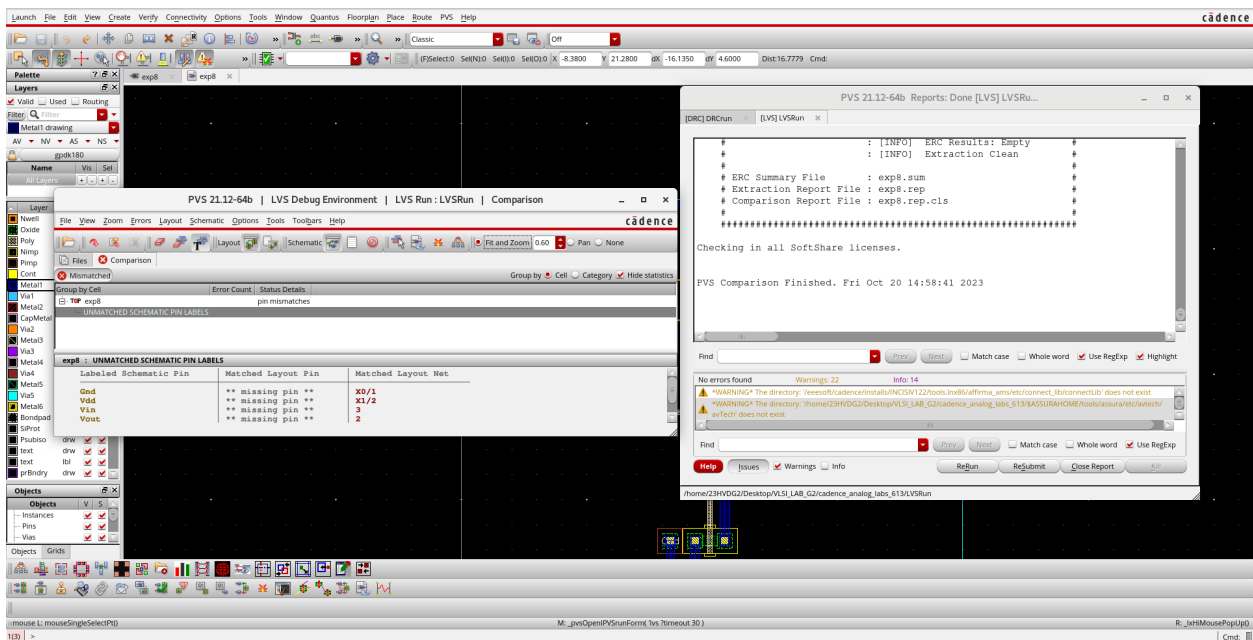 Launch File Edit View Create Verify Connectivity Options Tools Window Quantus Floorplan Place Route PVS Help cādence
abc » » Classic Off
» (F)Select:0 Sel(N):0 Sel(I):0 Sel(O):0 X -8.3800 Y 21.2800 dX -16.1350 dY 4.6000 Dist:16.7779 Cmd:
Palette ? exp8 exp8
Layers
Valid Used Routing
Filter Filter
Metal1 drawing
AV NV AS NS
gpdk180
Name Vis Sel
All Layers + - + -
Layer
Nwell
Oxide
Poly
Nimp
Pimp
Cont
Metal1
Via1
Metal2
CapMetal
Via2
Metal3
Via3
Metal4
Via4
Metal5
Via5
Metal6
Bondpad
SiProt
Psubiso drw
text drw
text lbl
prBndry drw
Objects
Objects V S
Instances
Pins
Vias
Objects Grids
PVS 21.12-64b | LVS Debug Environment | LVS Run : LVSRun | Comparison
File View Zoom Errors Layout Schematic Options Tools Toolbars Help cādence
Layout Schematic Fit and Zoom 0.60 Pan None
Files Comparison
Mismatched Group by Cell Category Hide statistics
Group by Cell Error Count Status Details
TOP exp8 pin mismatches
UNMATCHED SCHEMATIC PIN LABELS
exp8 : UNMATCHED SCHEMATIC PIN LABELS
Labeled Schematic Pin Matched Layout Pin Matched Layout Net
Gnd ** missing pin ** X0/1
Vdd ** missing pin ** X1/2
Vin ** missing pin ** 3
Vout ** missing pin ** 2
PVS 21.12-64b Reports: Done [LVS] LVSRu...
[DRC] DRCrun [LVS] LVSRun
# : [INFO] ERC Results: Empty #
# : [INFO] Extraction Clean #
# #
# ERC Summary File : exp8.sum #
# Extraction Report File : exp8.rep #
# Comparison Report File : exp8.rep.cls #
# #
Checking in all SoftShare licenses.
PVS Comparison Finished. Fri Oct 20 14:58:41 2023
Find Prev Next Match case Whole word Use RegExp Highlight
No errors found Warnings: 22 Info: 14
*WARNING* The directory: '/eeesoft/cadence/installs/INCISIV122/tools.lnx86/affirma_ams/etc/connect_lib/connectLib' does not exist
*WARNING* The directory: '/home/23HVDG2/Desktop/VLSI_LAB_G2/cadence_analog_labs_613/$ASSURAHOME/tools/assura/etc/avtech/
avTech' does not exist
Find Prev Next Match case Whole word Use RegExp
Help Issues Warnings Info ReRun ReSubmit Close Report Kill
/home/23HVDG2/Desktop/VLSI_LAB_G2/cadence_analog_labs_613/LVSRun
mouse L: mouseSingleSelectPt() M: _pvsOpenIPVSrunForm( 'lvs ?timeout 30 ) R: _lxHiMousePopUp()
1(3) > Cmd: